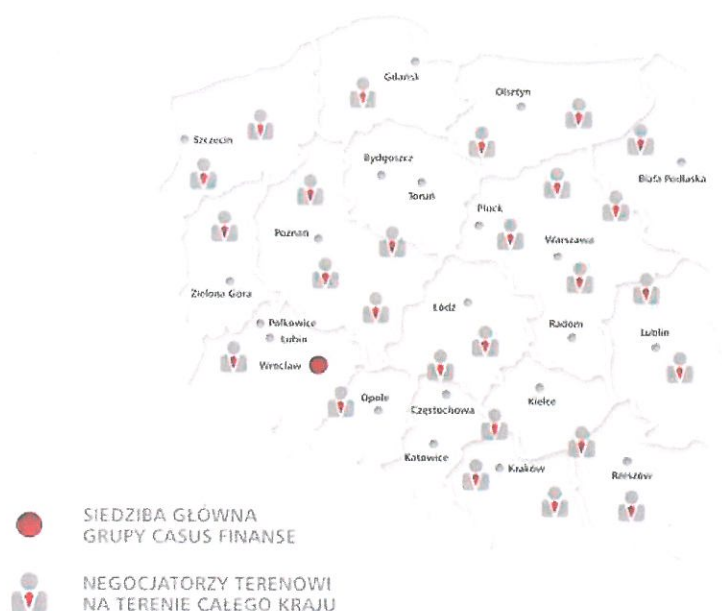 Gdańsk
Olsztyn
Szczecin
Bydgoszcz
Toruń
Biała Podlaska
Płock
Poznań
Warszawa
Zielona Góra
Łódź
Polkowice
Radom
Lublin
Lubin
Wrocław
Opole
Częstochowa
Kielce
Katowice
Kraków
Rzeszów
SIEDZIBA GŁÓWNA
GRUPY CASUS FINANSE
NEGOCJATORZY TERENOWI
NA TERENIE CAŁEGO KRAJU